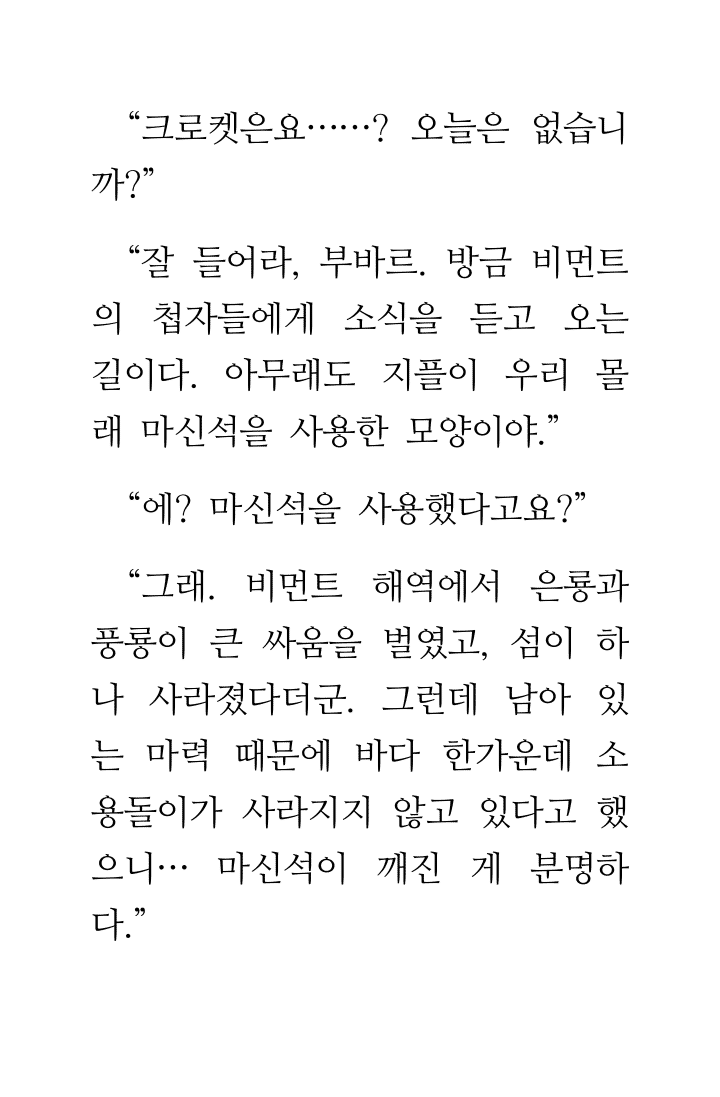 “크로켓은요……? 오늘은 없습니
까?”
“잘 들어라, 부바르. 방금 비먼트
의 첩자들에게 소식을 듣고 오는
길이다. 아무래도 지플이 우리 몰
래 마신석을 사용한 모양이야.”
“에? 마신석을 사용했다고요?”
“그래. 비먼트 해역에서 은룡과
풍룡이 큰 싸움을 벌였고, 섬이 하
나 사라졌다더군. 그런데 남아 있
는 마력 때문에 바다 한가운데 소
용돌이가 사라지지 않고 있다고 했
으니… 마신석이 깨진 게 분명하
다.”